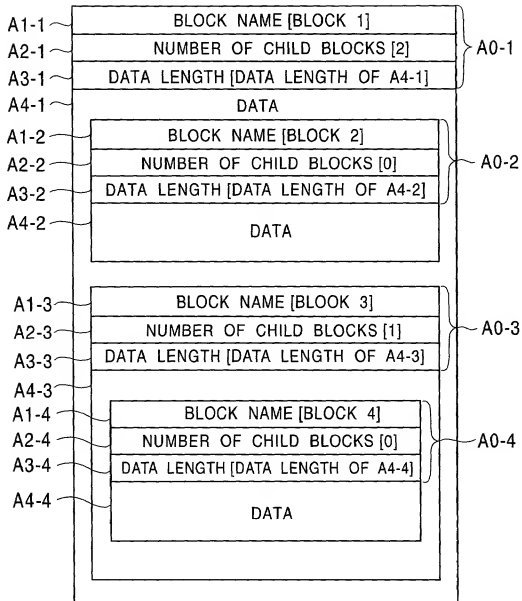 A1-1 BLOCK NAME [BLOCK 1]
A2-1 NUMBER OF CHILD BLOCKS [2] A0-1
A3-1 DATA LENGTH [DATA LENGTH OF A4-1]
A4-1 DATA
A1-2 BLOCK NAME [BLOCK 2]
A2-2 NUMBER OF CHILD BLOCKS [0] A0-2
A3-2 DATA LENGTH [DATA LENGTH OF A4-2]
A4-2 DATA
A1-3 BLOCK NAME [BLOOK 3]
A2-3 NUMBER OF CHILD BLOCKS [1] A0-3
A3-3 DATA LENGTH [DATA LENGTH OF A4-3]
A4-3
A1-4 BLOCK NAME [BLOCK 4]
A2-4 NUMBER OF CHILD BLOCKS [0] A0-4
A3-4 DATA LENGTH [DATA LENGTH OF A4-4]
A4-4 DATA